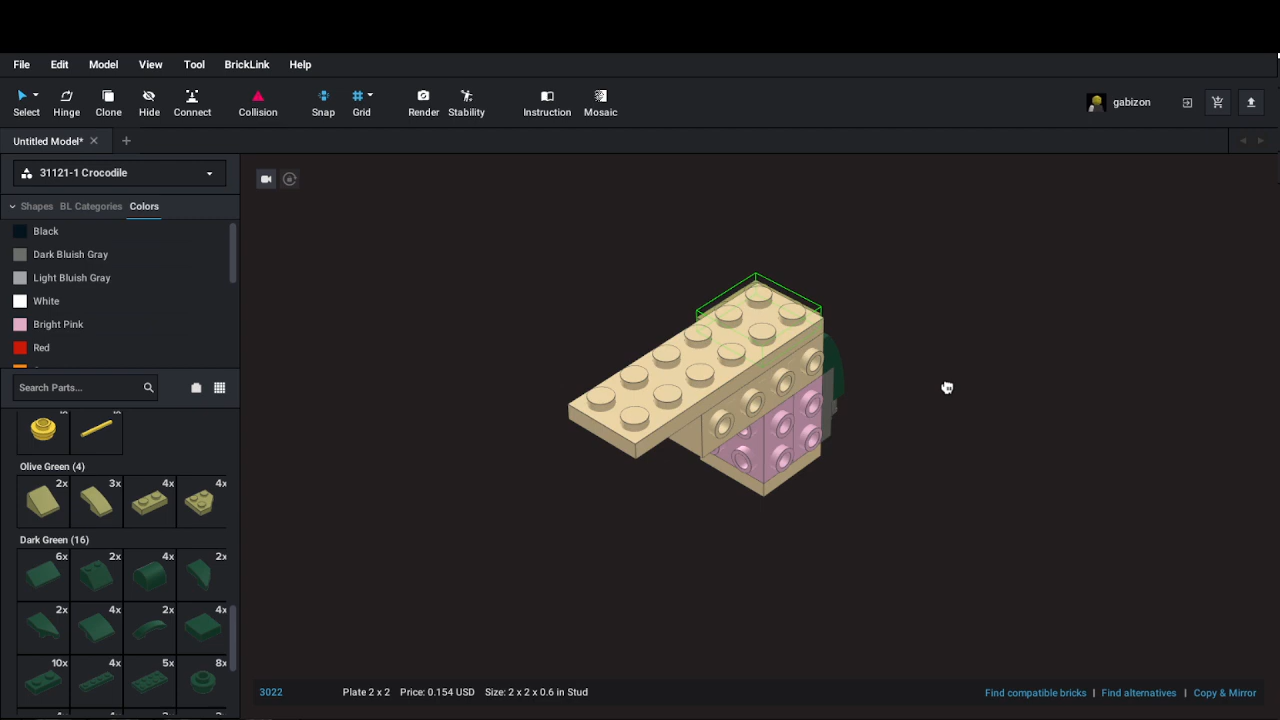 File Edit Model View Tool BrickLink Help
Select Hinge Clone Hide Connect Collision Snap Grid Render Stability Instruction Mosaic
gabizon
Untitled Model*
31121-1 Crocodile
Shapes BL Categories Colors
Black
Dark Bluish Gray
Light Bluish Gray
White
Bright Pink
Red
Search Parts...
Olive Green (4)
2x 3x 4x 4x
Dark Green (16)
6x 2x 4x 2x
2x 4x 2x 4x
10x 4x 5x 8x
3022 Plate 2 x 2 Price: 0.154 USD Size: 2 x 2 x 0.6 in Stud
Find compatible bricks | Find alternatives | Copy & Mirror